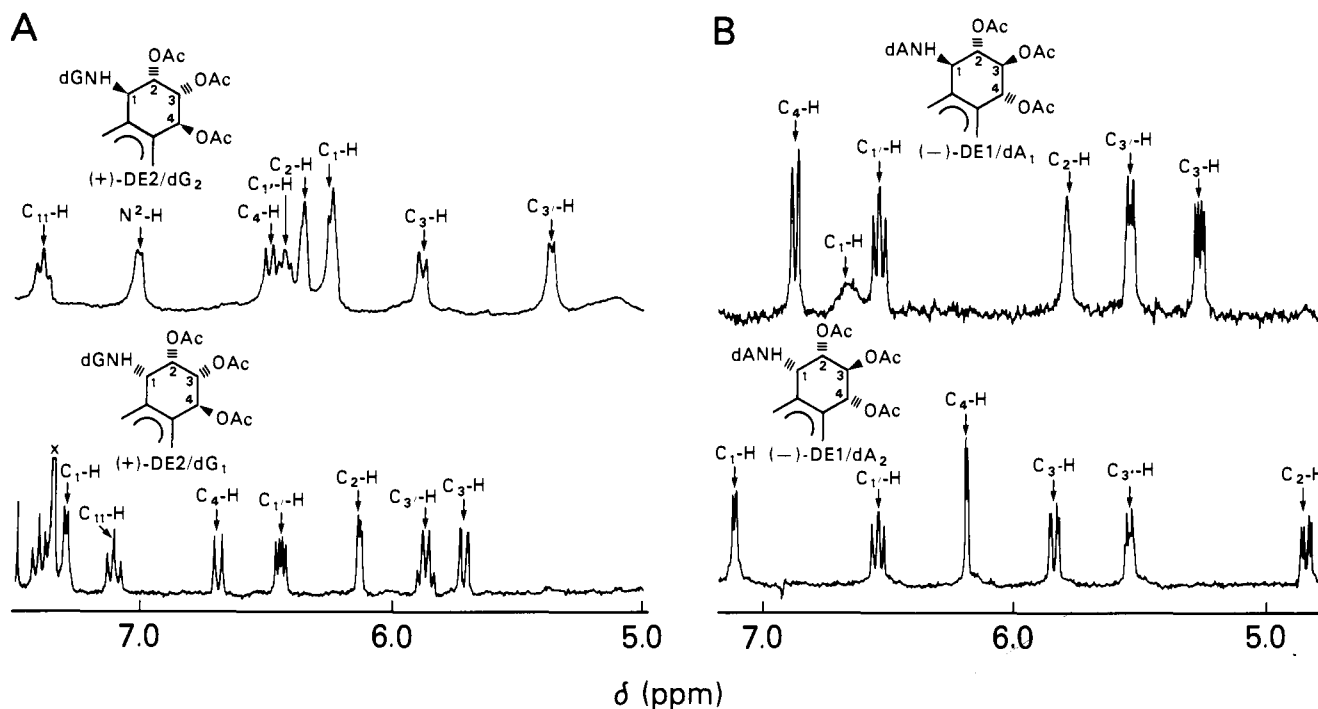 A
OAc
dGNH
2
OAc
1
3
4
OAc
(+)-DE2/dG₂
C₁₁-H
N²-H
C₄-H
C₁′-H
C₂-H
C₁-H
C₃-H
C₃′-H
OAc
dGNH
2
OAc
1
3
4
OAc
(+)-DE2/dG₁
x
C₁-H
C₁₁-H
C₄-H
C₁′-H
C₂-H
C₃′-H
C₃-H
7.0 6.0 5.0
B
OAc
dANH
2
OAc
1
3
4
OAc
(−)-DE1/dA₁
C₄-H
C₁-H
C₁′-H
C₂-H
C₃′-H
C₃-H
OAc
dANH
2
OAc
1
3
4
OAc
(−)-DE1/dA₂
C₁-H
C₁′-H
C₄-H
C₃-H
C₃′-H
C₂-H
7.0 6.0 5.0
δ (ppm)